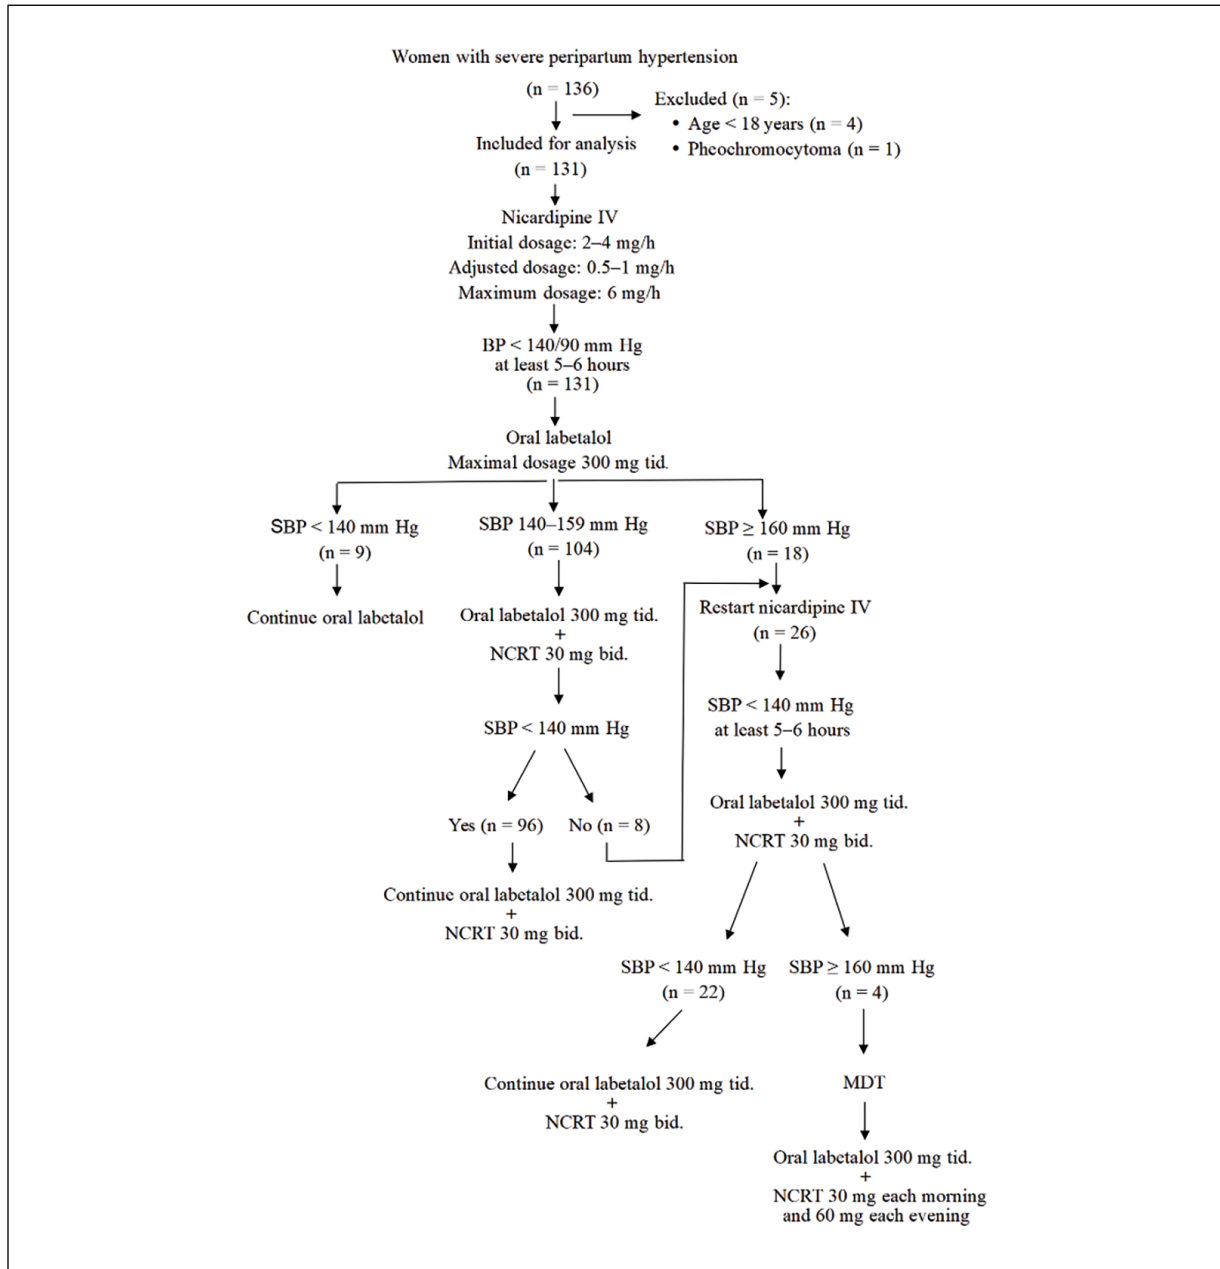 Women with severe peripartum hypertension
(n = 136)
Excluded (n = 5):
• Age < 18 years (n = 4)
• Pheochromocytoma (n = 1)
Included for analysis
(n = 131)
Nicardipine IV
Initial dosage: 2–4 mg/h
Adjusted dosage: 0.5–1 mg/h
Maximum dosage: 6 mg/h
BP < 140/90 mm Hg
at least 5–6 hours
(n = 131)
Oral labetalol
Maximal dosage 300 mg tid.
SBP < 140 mm Hg
(n = 9)
Continue oral labetalol
SBP 140–159 mm Hg
(n = 104)
Oral labetalol 300 mg tid.
+
NCRT 30 mg bid.
SBP < 140 mm Hg
Yes (n = 96)
No (n = 8)
Continue oral labetalol 300 mg tid.
+
NCRT 30 mg bid.
SBP ≥ 160 mm Hg
(n = 18)
Restart nicardipine IV
(n = 26)
SBP < 140 mm Hg
at least 5–6 hours
Oral labetalol 300 mg tid.
+
NCRT 30 mg bid.
SBP < 140 mm Hg
(n = 22)
Continue oral labetalol 300 mg tid.
+
NCRT 30 mg bid.
SBP ≥ 160 mm Hg
(n = 4)
MDT
Oral labetalol 300 mg tid.
+
NCRT 30 mg each morning
and 60 mg each evening